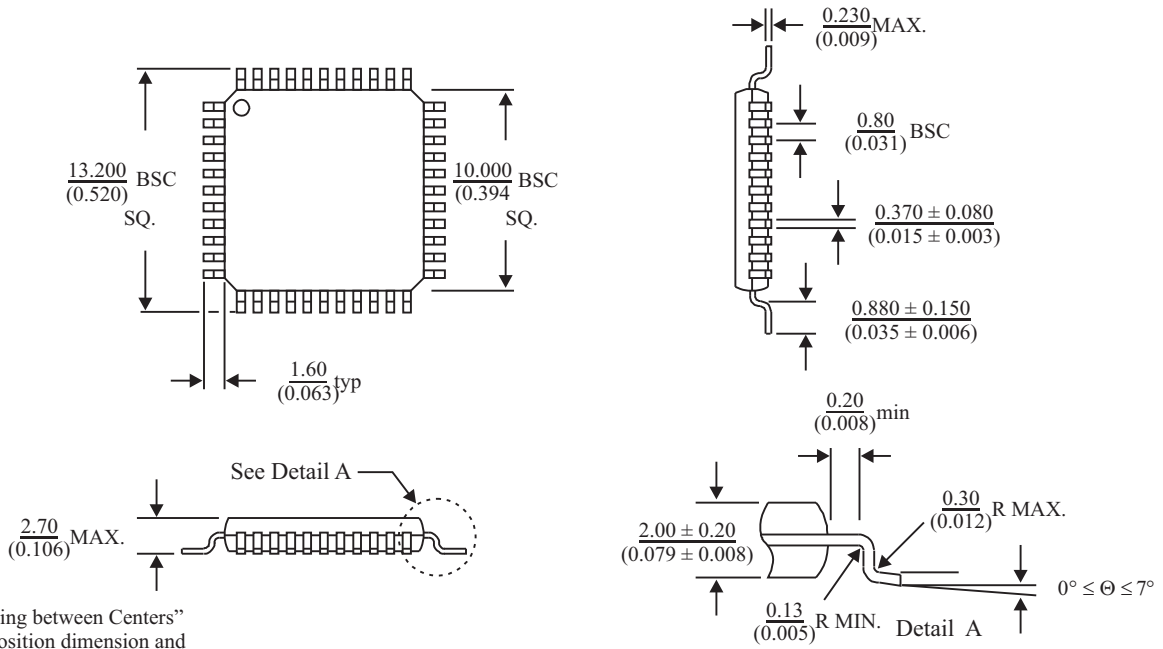 0.230
(0.009) MAX.
13.200
(0.520) BSC
SQ.
10.000
(0.394 BSC
SQ.
0.80
(0.031) BSC
0.370 ± 0.080
(0.015 ± 0.003)
0.880 ± 0.150
(0.035 ± 0.006)
1.60
(0.063) typ
0.20
(0.008) min
See Detail A
2.70
(0.106) MAX.
2.00 ± 0.20
(0.079 ± 0.008)
0.30
(0.012) R MAX.
0.13
(0.005) R MIN.
0° ≤ Θ ≤ 7°
Detail A
ing between Centers”
osition dimension and